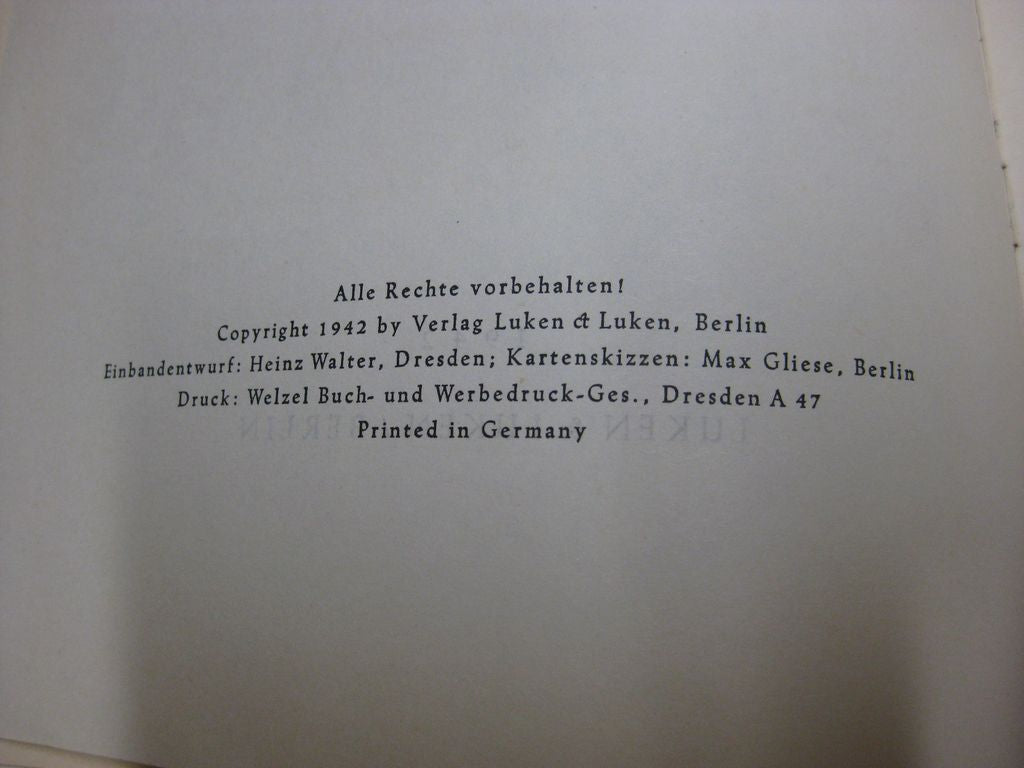 Alle Rechte vorbehalten!
Copyright 1942 by Verlag Luken & Luken, Berlin
Einbandentwurf: Heinz Walter, Dresden; Kartenskizzen: Max Gliese, Berlin
Druck: Welzel Buch- und Werbedruck-Ges., Dresden A 47
Printed in Germany